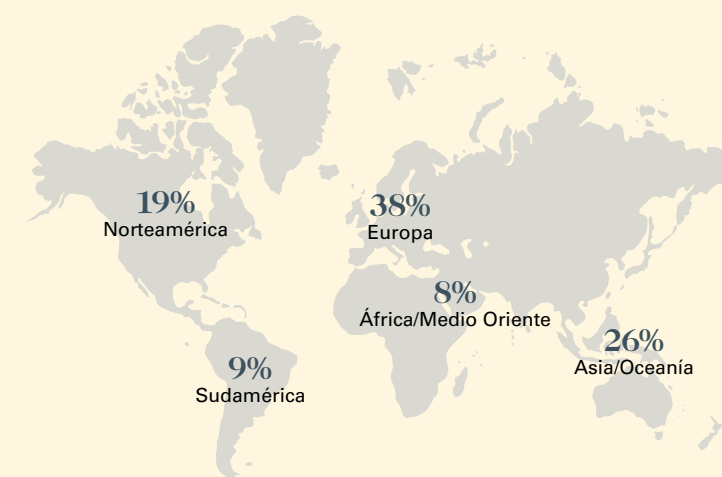 19%
Norteamérica
38%
Europa
8%
África/Medio Oriente
26%
Asia/Oceanía
9%
Sudamérica